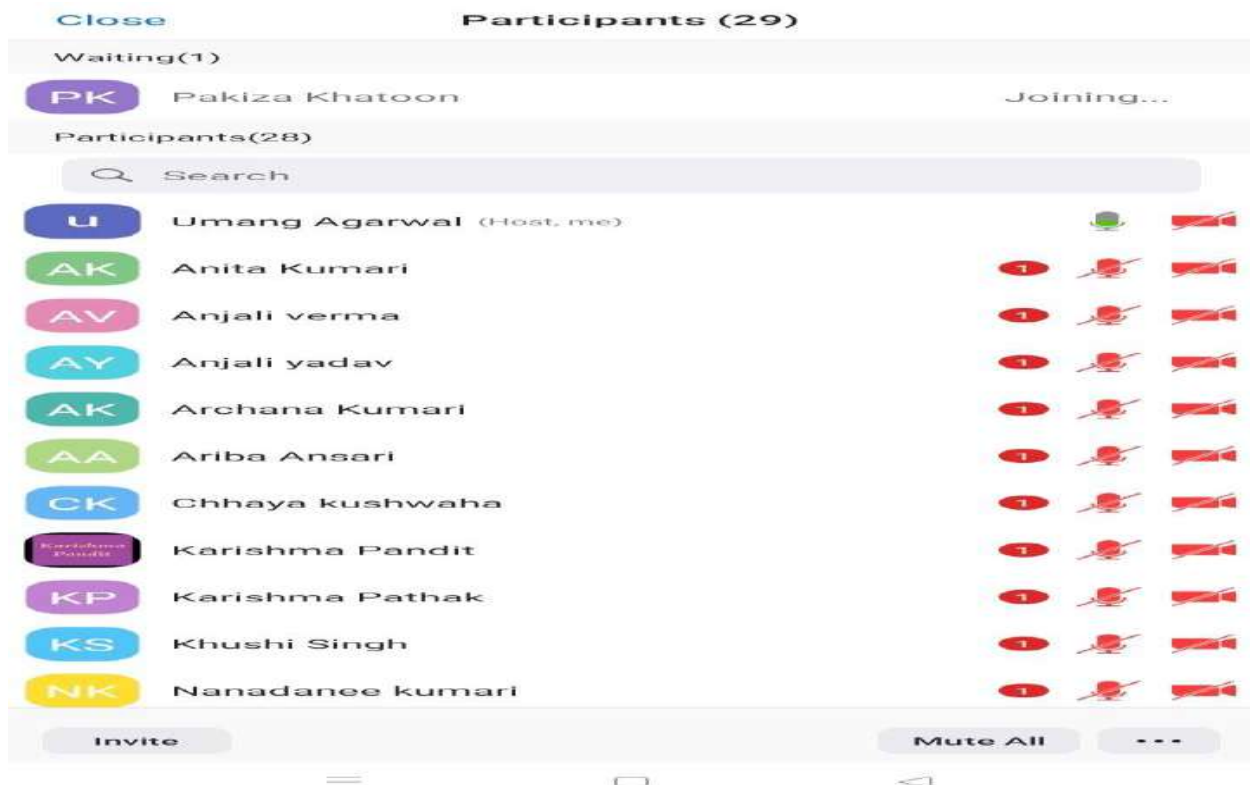 Close Participants (29)
Waiting(1)
PK Pakiza Khatoon Joining...
Participants(28)
Search
U Umang Agarwal (Host, me)
AK Anita Kumari 1
AV Anjali verma 1
AY Anjali yadav 1
AK Archana Kumari 1
AA Ariba Ansari 1
CK Chhaya kushwaha 1
Karishma Pandit Karishma Pandit 1
KP Karishma Pathak 1
KS Khushi Singh 1
NK Nanadanee kumari 1
Invite Mute All